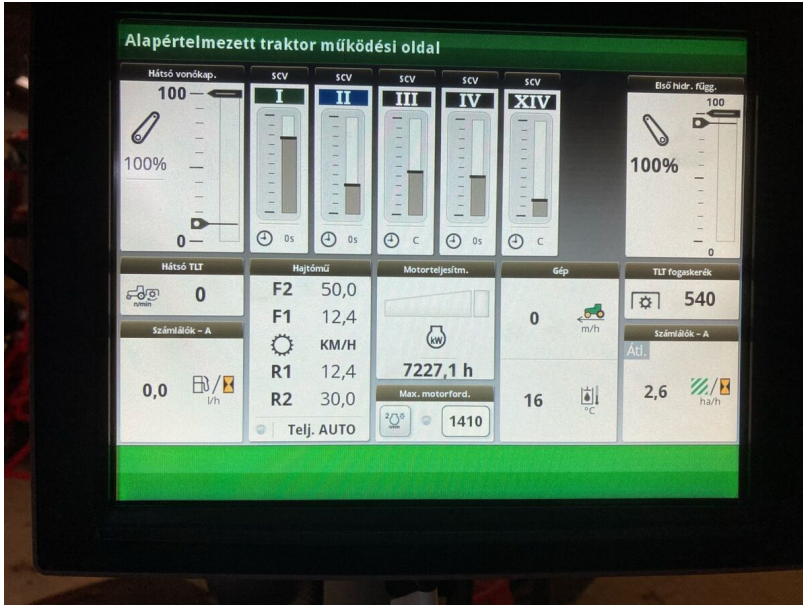 Alapértelmezett traktor működési oldal
Hátsó vonókap.
100
100%
0
SCV
I
0s
SCV
II
0s
SCV
III
C
SCV
IV
0s
SCV
XIV
C
Első hidr. függ.
100
100%
0
Hátsó TLT
n/min
0
Számlálók – A
0,0
l/h
Hajtómű
F2 50,0
F1 12,4
KM/H
R1 12,4
R2 30,0
Telj. AUTO
Motorteljesítm.
kW
7227,1 h
Max. motorford.
1410
Gép
0
m/h
16
°C
TLT fogaskerék
540
Számlálók – A
Átl.
2,6
ha/h